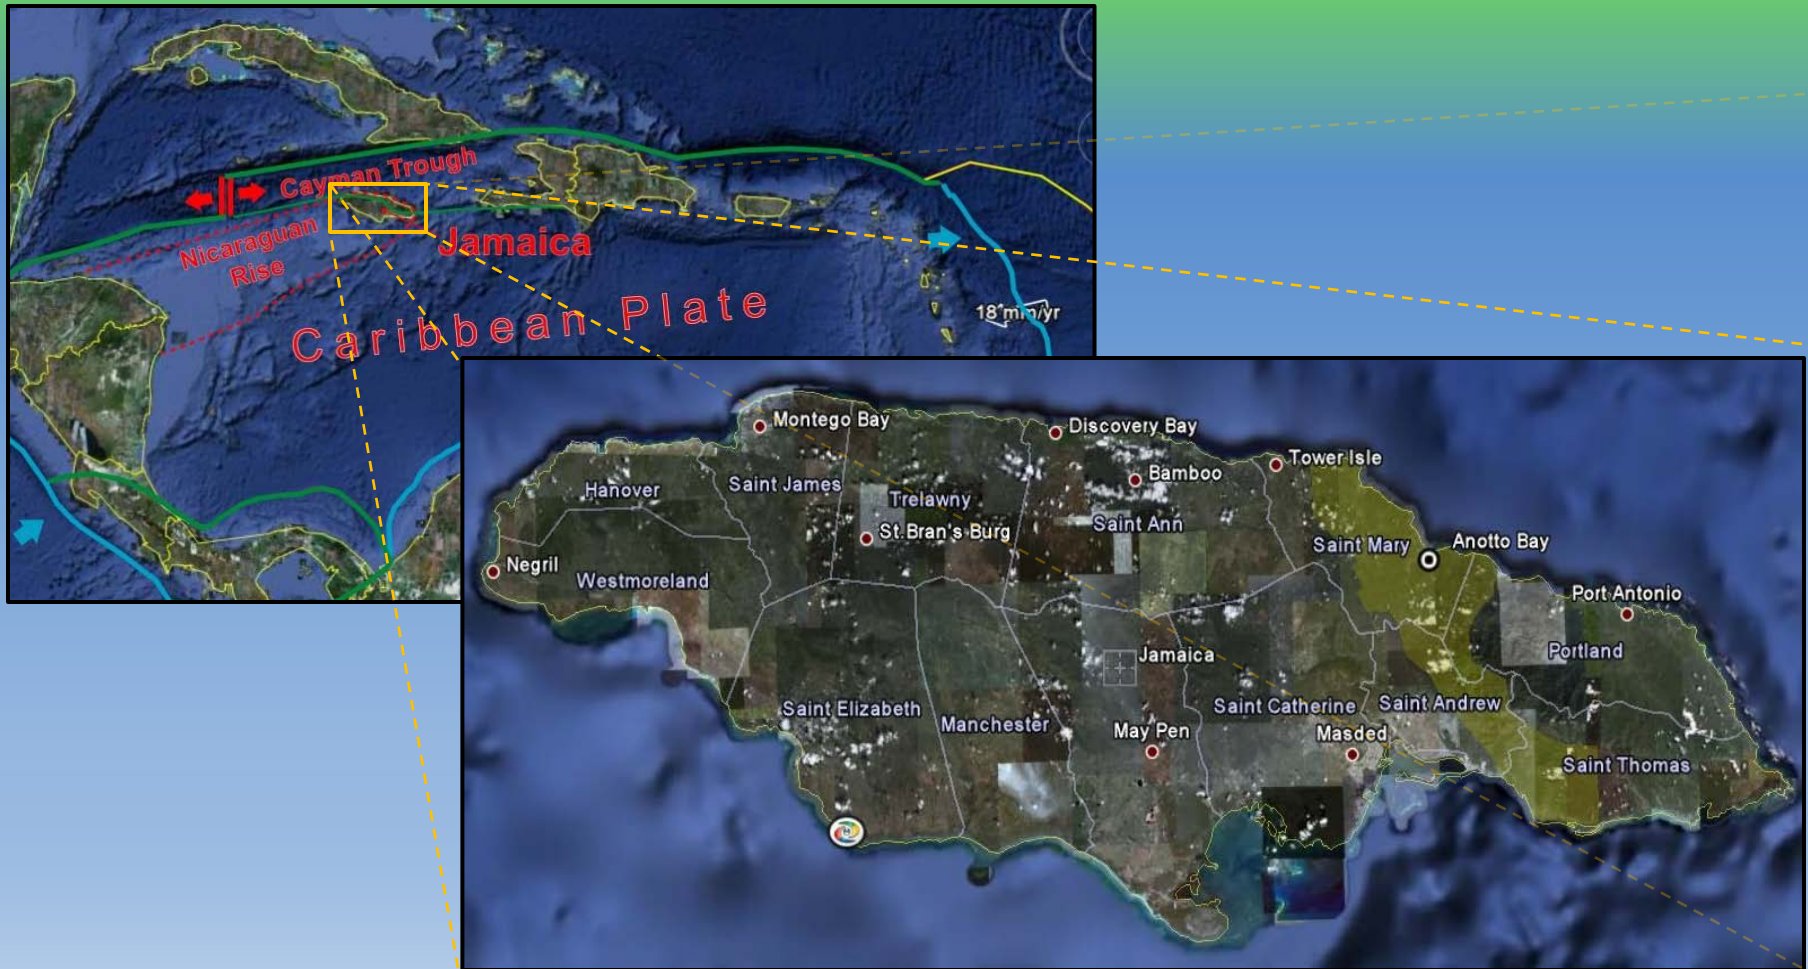 Cayman Trough
Nicaraguan
Rise
Jamaica
Caribbean Plate
18 mm/yr
Montego Bay
Discovery Bay
Tower Isle
Bamboo
Hanover
Saint James
Trelawny
Saint Ann
St.Bran's Burg
Saint Mary
Anotto Bay
Negril
Westmoreland
Port Antonio
Portland
Jamaica
Saint Elizabeth
Manchester
Saint Catherine
Saint Andrew
May Pen
Masded
Saint Thomas